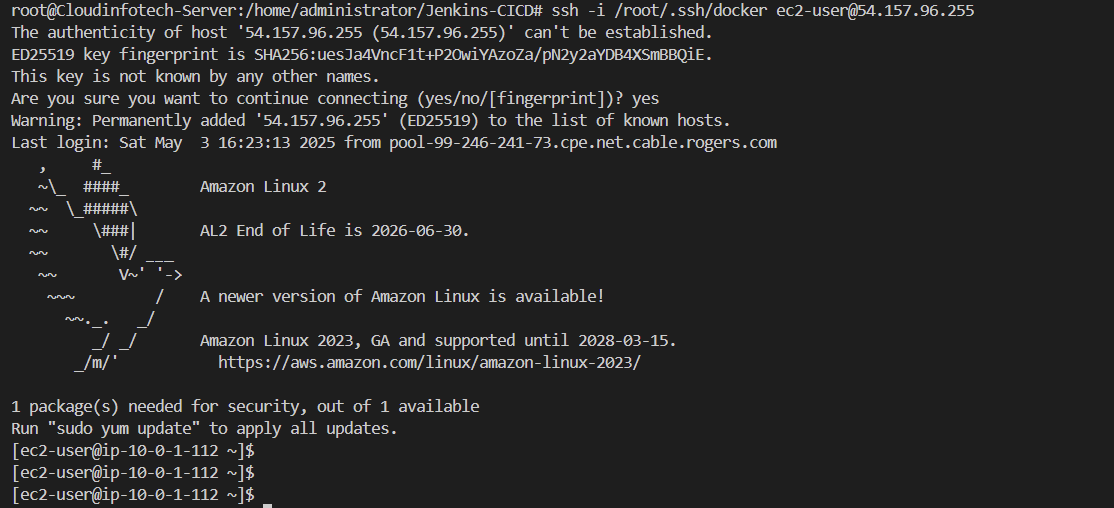 root@Cloudinfotech-Server:/home/administrator/Jenkins-CICD# ssh -i /root/.ssh/docker ec2-user@54.157.96.255
The authenticity of host '54.157.96.255 (54.157.96.255)' can't be established.
ED25519 key fingerprint is SHA256:uesJa4VncF1t+P2OwiYAzoZa/pN2y2aYDB4XSmBBQiE.
This key is not known by any other names.
Are you sure you want to continue connecting (yes/no/[fingerprint])? yes
Warning: Permanently added '54.157.96.255' (ED25519) to the list of known hosts.
Last login: Sat May  3 16:23:13 2025 from pool-99-246-241-73.cpe.net.cable.rogers.com
   ,     #_
   ~\_  ####_        Amazon Linux 2
  ~~  \_#####\
  ~~     \###|       AL2 End of Life is 2026-06-30.
  ~~       \#/ ___
   ~~       V~' '->
    ~~~         /    A newer version of Amazon Linux is available!
      ~~._.   _/
         _/ _/       Amazon Linux 2023, GA and supported until 2028-03-15.
       _/m/'           https://aws.amazon.com/linux/amazon-linux-2023/

1 package(s) needed for security, out of 1 available
Run "sudo yum update" to apply all updates.
[ec2-user@ip-10-0-1-112 ~]$
[ec2-user@ip-10-0-1-112 ~]$
[ec2-user@ip-10-0-1-112 ~]$